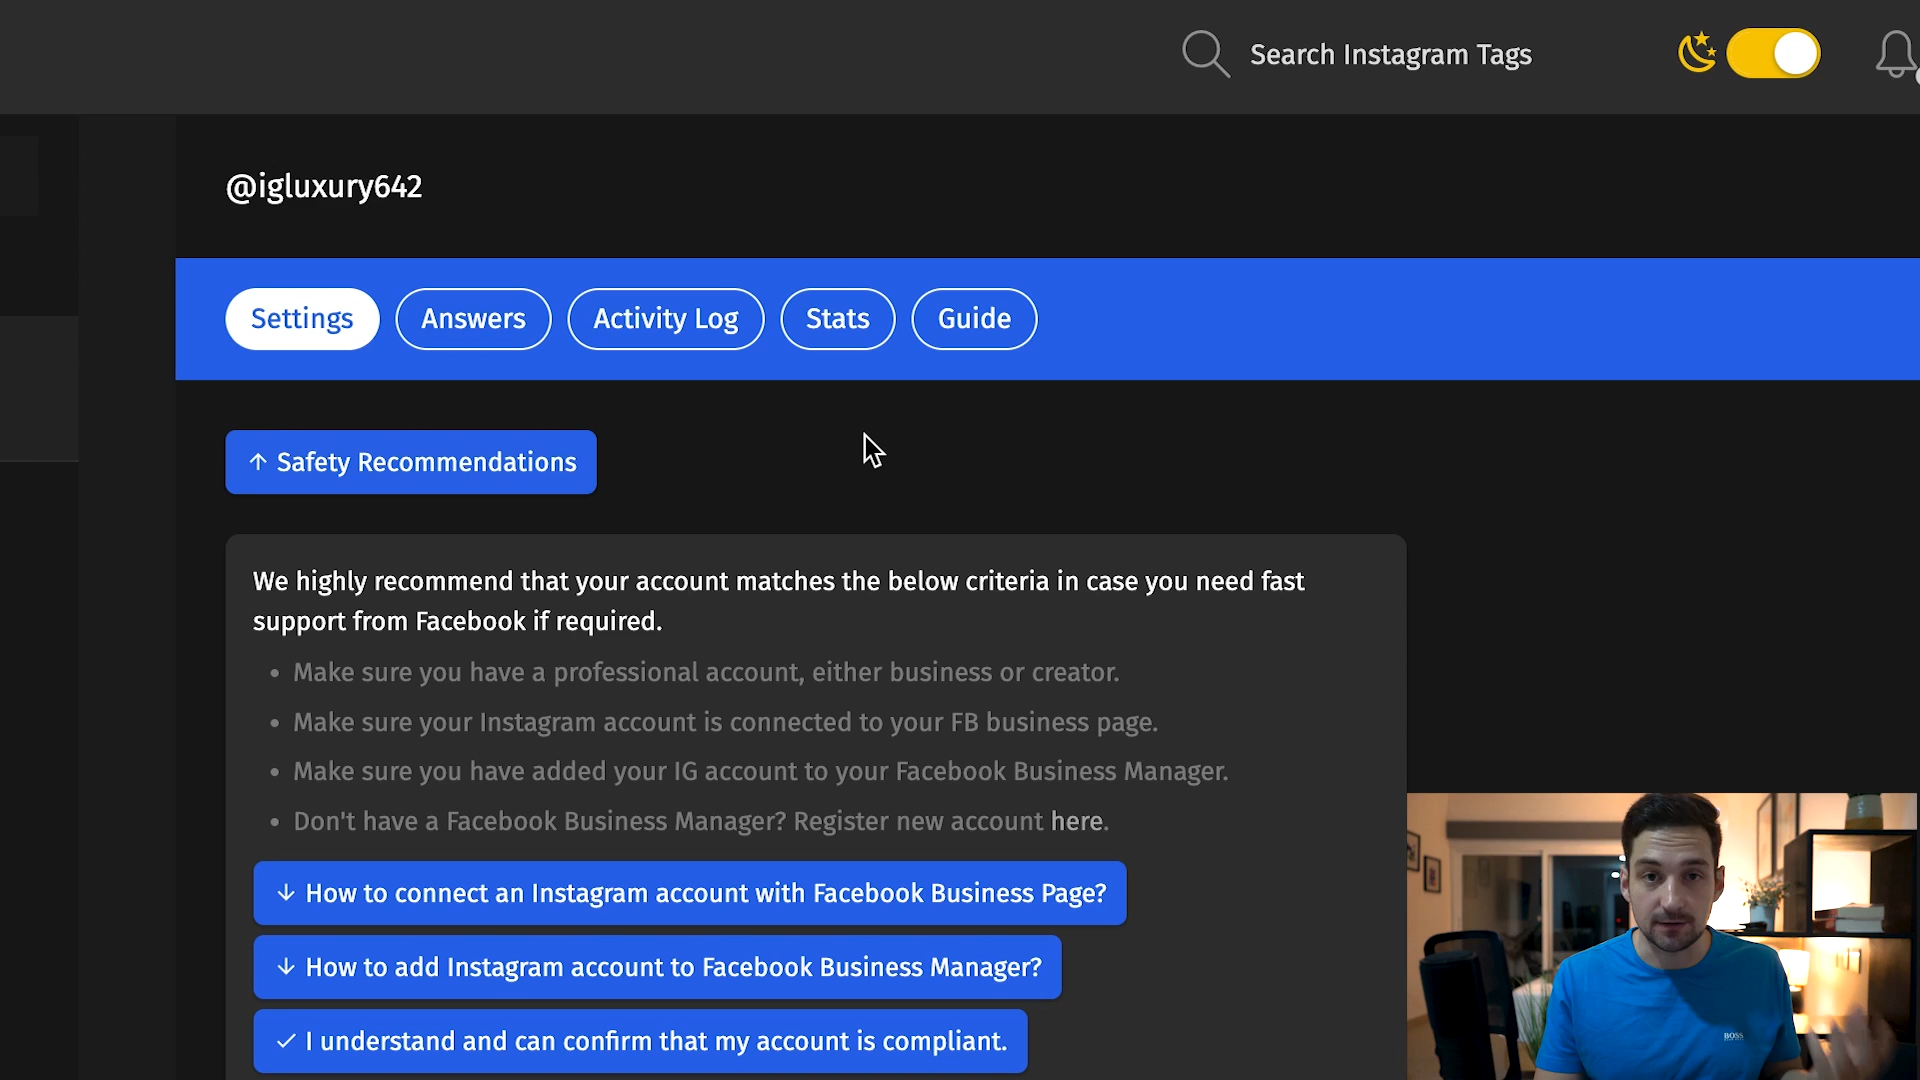 Search Instagram Tags
@igluxury642
Settings
Answers
Activity Log
Stats
Guide
↑ Safety Recommendations
We highly recommend that your account matches the below criteria in case you need fast
support from Facebook if required.
• Make sure you have a professional account, either business or creator.
• Make sure your Instagram account is connected to your FB business page.
• Make sure you have added your IG account to your Facebook Business Manager.
• Don't have a Facebook Business Manager? Register new account here.
↓ How to connect an Instagram account with Facebook Business Page?
↓ How to add Instagram account to Facebook Business Manager?
✓ I understand and can confirm that my account is compliant.
BOSS